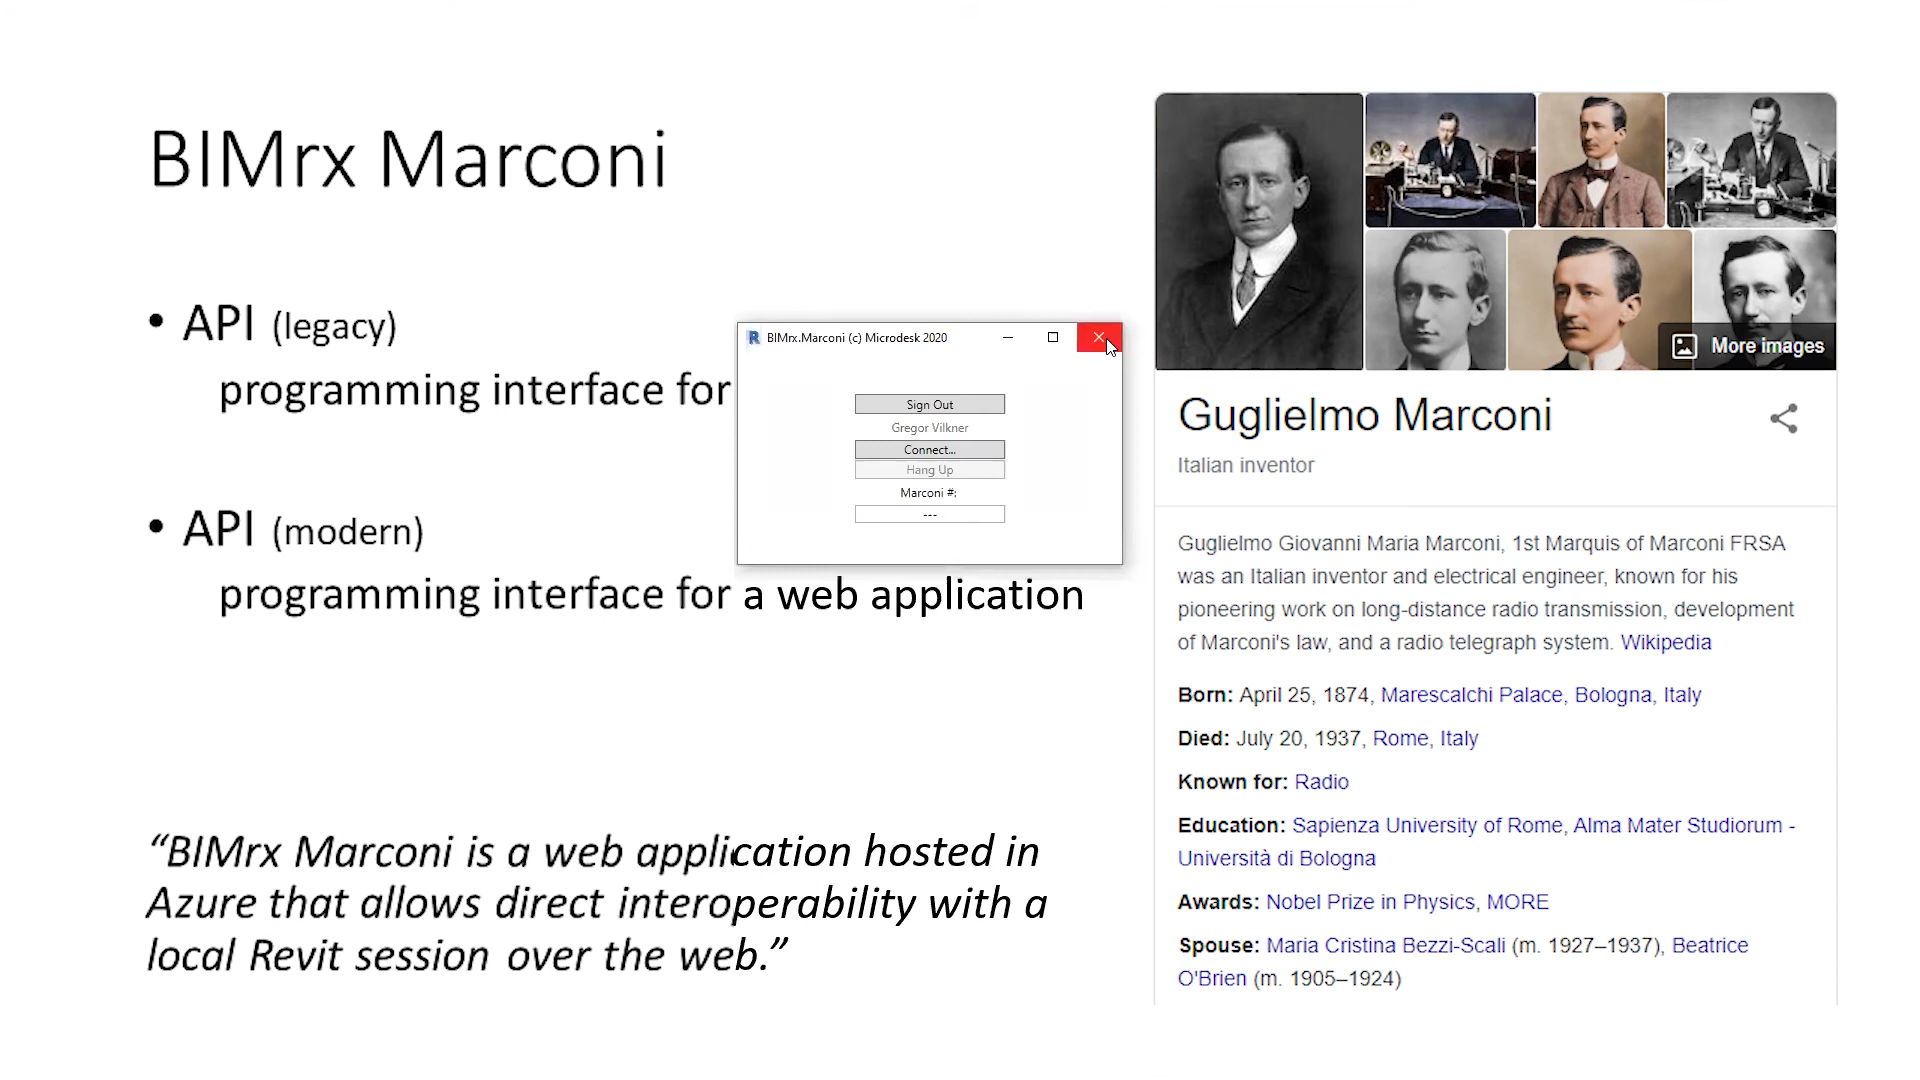 BIMrx Marconi
• API (legacy)
programming interface for
• API (modern)
programming interface for a web application
“BIMrx Marconi is a web application hosted in
Azure that allows direct interoperability with a
local Revit session over the web.”
BIMrx.Marconi (c) Microdesk 2020
Sign Out
Gregor Vilkner
Connect...
Hang Up
Marconi #:
---
More images
Guglielmo Marconi
Italian inventor
Guglielmo Giovanni Maria Marconi, 1st Marquis of Marconi FRSA
was an Italian inventor and electrical engineer, known for his
pioneering work on long-distance radio transmission, development
of Marconi's law, and a radio telegraph system. Wikipedia
Born: April 25, 1874, Marescalchi Palace, Bologna, Italy
Died: July 20, 1937, Rome, Italy
Known for: Radio
Education: Sapienza University of Rome, Alma Mater Studiorum -
Università di Bologna
Awards: Nobel Prize in Physics, MORE
Spouse: Maria Cristina Bezzi-Scali (m. 1927–1937), Beatrice
O'Brien (m. 1905–1924)